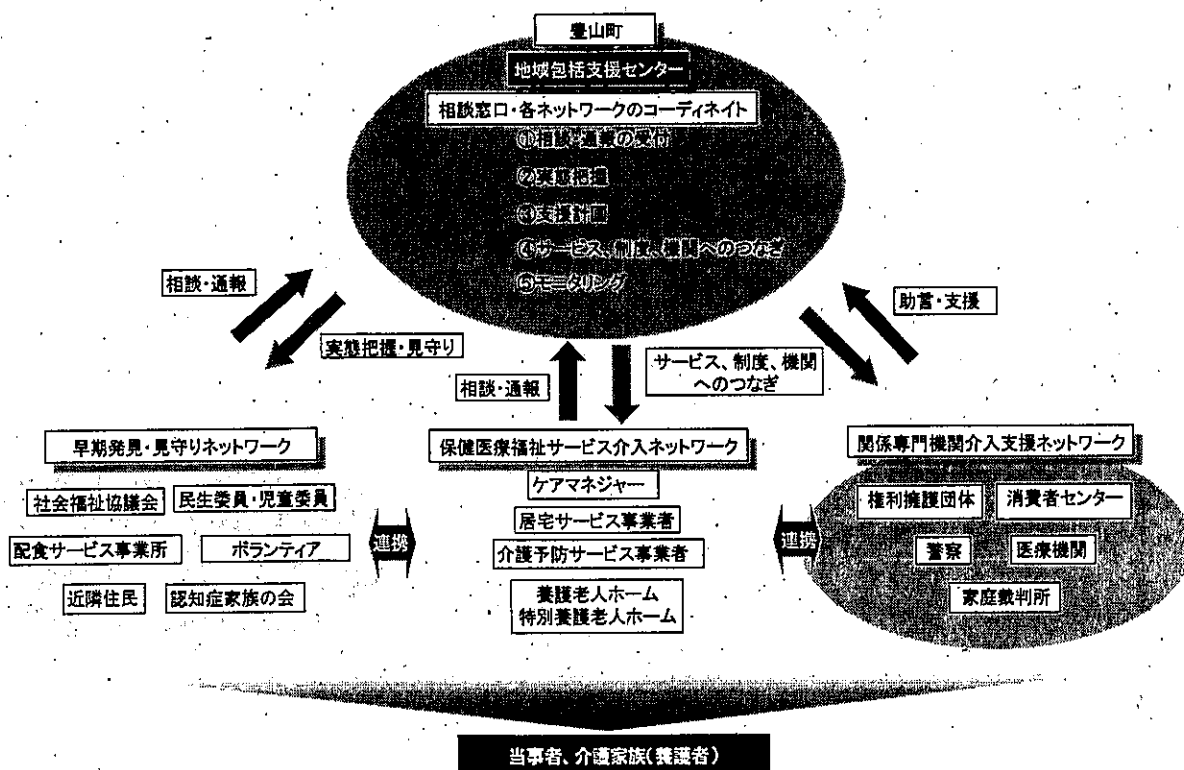 豊山町
地域包括支援センター
相談窓口・各ネットワークのコーディネイト
①相談・通報の受付
②実態把握
③支援計画
④サービス、制度、機関へのつなぎ
⑤モニタリング
相談・通報
実態把握・見守り
相談・通報
サービス、制度、機関
へのつなぎ
助言・支援
早期発見・見守りネットワーク
社会福祉協議会
民生委員・児童委員
配食サービス事業所
ボランティア
近隣住民
認知症家族の会
連携
保健医療福祉サービス介入ネットワーク
ケアマネジャー
居宅サービス事業者
介護予防サービス事業者
養護老人ホーム
特別養護老人ホーム
連携
関係専門機関介入支援ネットワーク
権利擁護団体
消費者センター
警察
医療機関
家庭裁判所
当事者、介護家族(養護者)